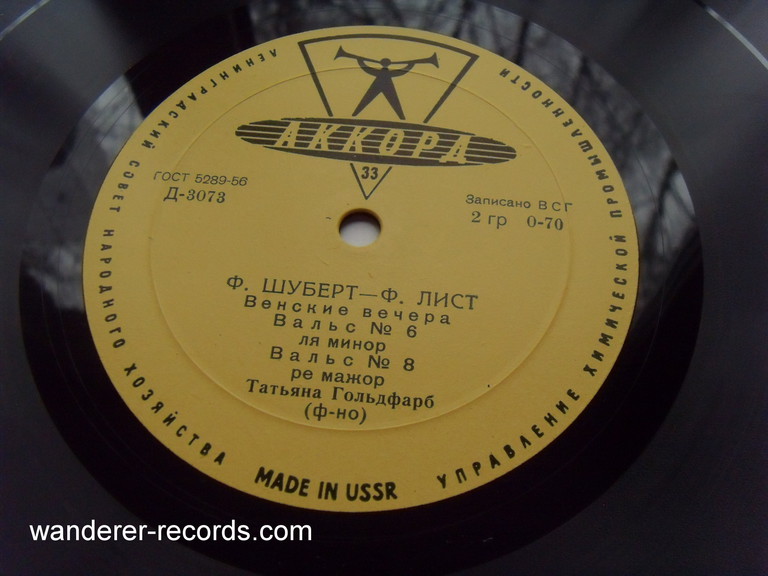 ЛЕНИНГРАДСКИЙ СОВЕТ НАРОДНОГО ХОЗЯЙСТВА
УПРАВЛЕНИЕ ХИМИЧЕСКОЙ ПРОМЫШЛЕННОСТИ
АККОРД
33
ГОСТ 5289-56
Д-3073
Записано ВСГ
2 гр 0-70
Ф. ШУБЕРТ—Ф. ЛИСТ
Венские вечера
Вальс № 6
ля минор
Вальс № 8
ре мажор
Татьяна Гольдфарб
(ф-но)
MADE IN USSR
wanderer-records.com